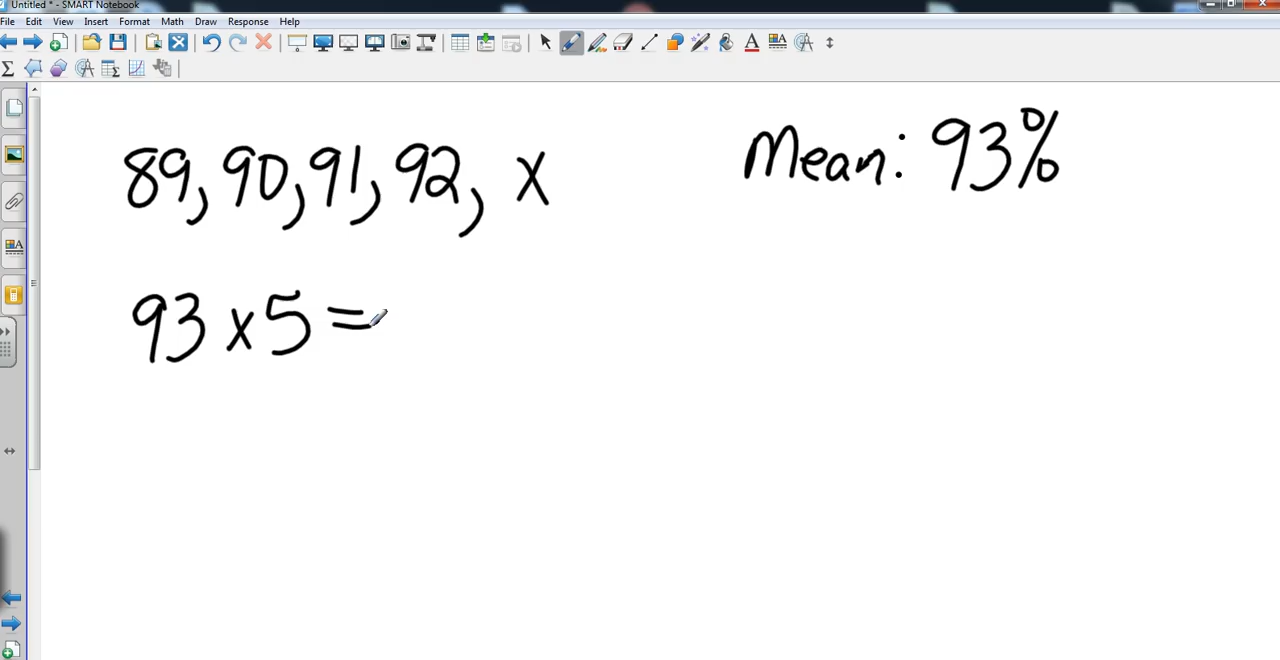 Untitled * - SMART Notebook
File Edit View Insert Format Math Draw Response Help
89, 90, 91, 92, x
Mean: 93%
93 x 5 =